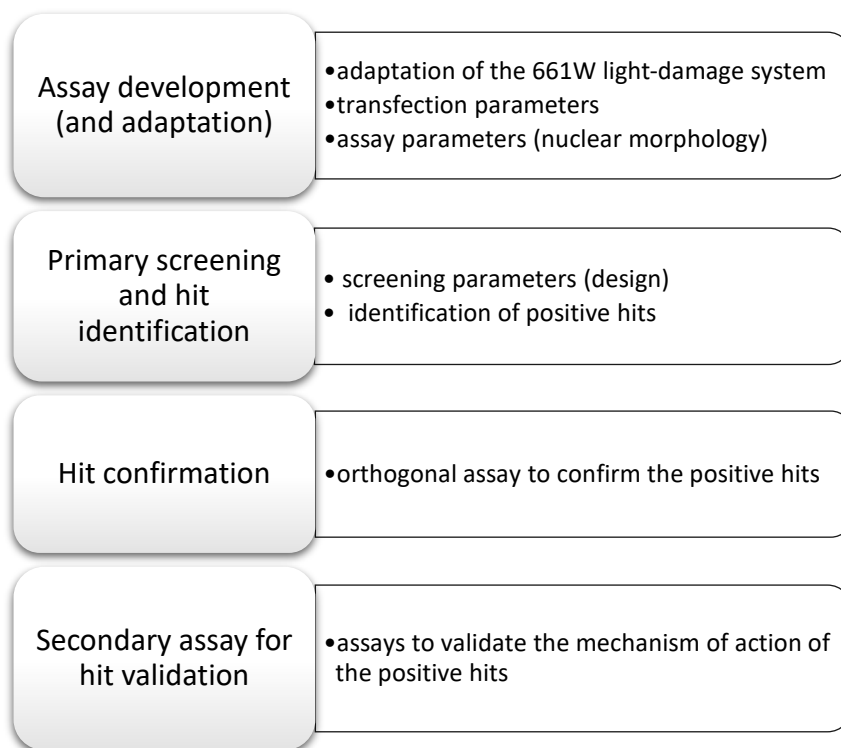 Assay development
(and adaptation)
•adaptation of the 661W light-damage system
•transfection parameters
•assay parameters (nuclear morphology)
Primary screening
and hit
identification
• screening parameters (design)
• identification of positive hits
Hit confirmation
•orthogonal assay to confirm the positive hits
Secondary assay for
hit validation
•assays to validate the mechanism of action of
the positive hits